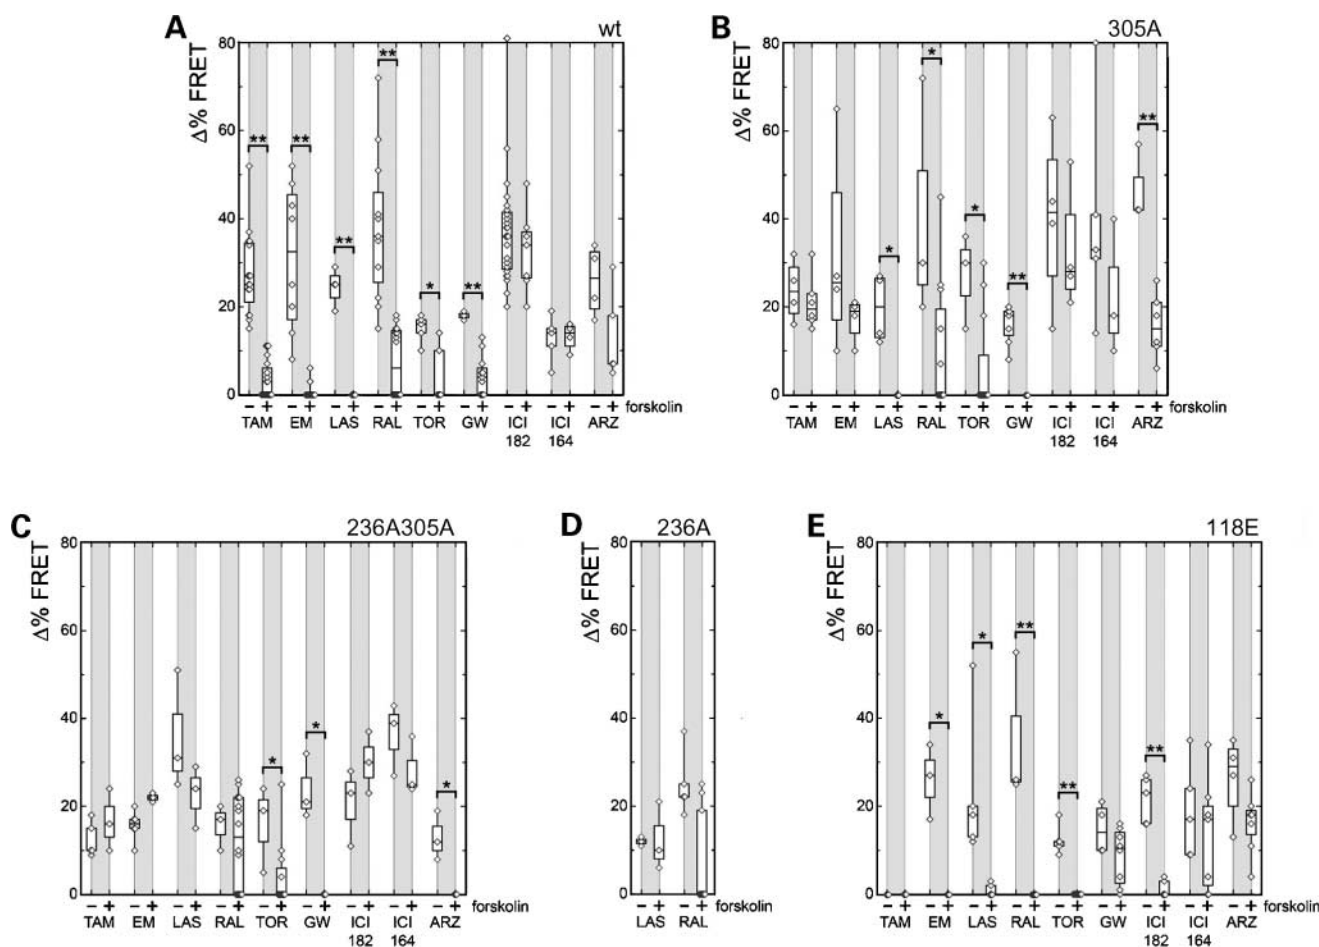 A
wt
Δ% FRET
80
60
40
20
0
** ** ** ** * **
− + − + − + − + − + − + − + − + − + forskolin
TAM EM LAS RAL TOR GW ICI ICI ARZ
182 164
B
305A
Δ% FRET
80
60
40
20
0
* * * ** **
− + − + − + − + − + − + − + − + − + forskolin
TAM EM LAS RAL TOR GW ICI ICI ARZ
182 164
C
236A305A
Δ% FRET
80
60
40
20
0
* * *
− + − + − + − + − + − + − + − + − + forskolin
TAM EM LAS RAL TOR GW ICI ICI ARZ
182 164
D
236A
Δ% FRET
80
60
40
20
0
− + − +
LAS RAL
E
118E
Δ% FRET
80
60
40
20
0
* * ** ** **
− + − + − + − + − + − + − + − + − + forskolin
TAM EM LAS RAL TOR GW ICI ICI ARZ
182 164